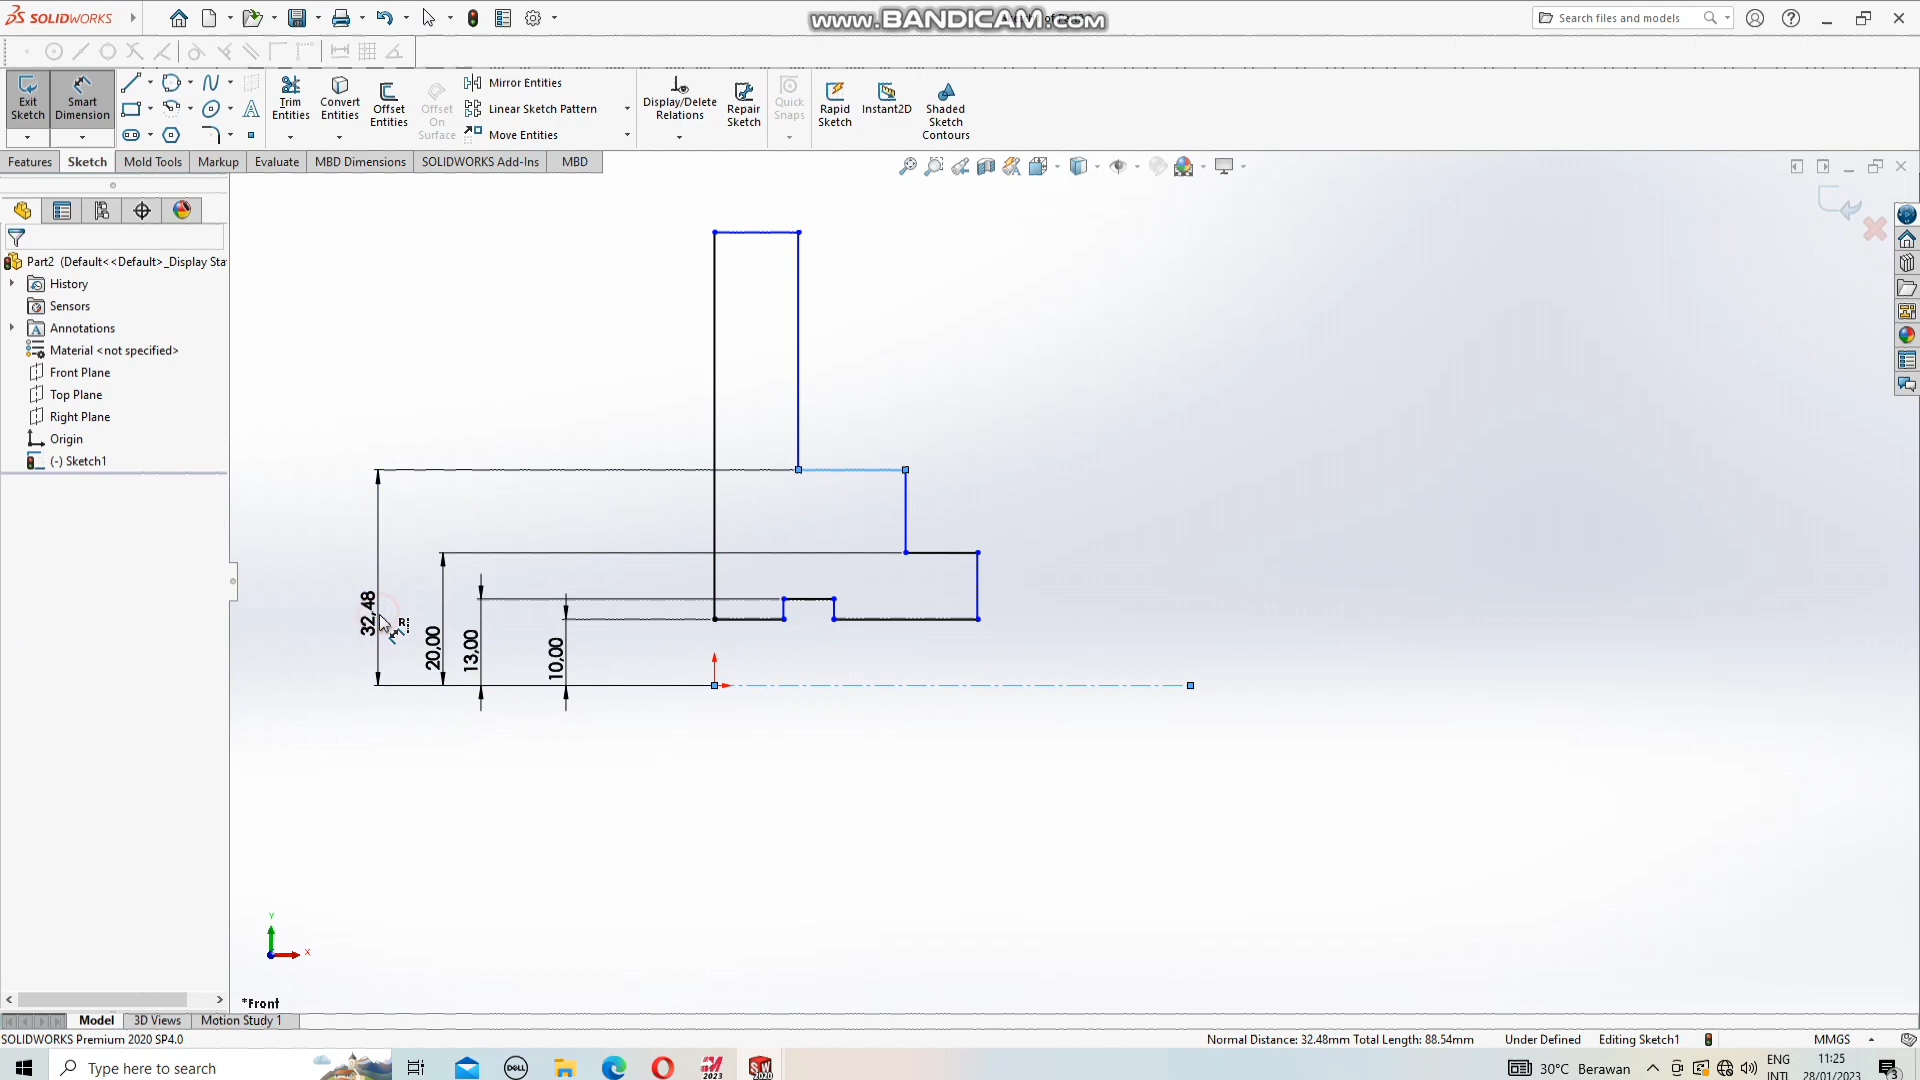 SOLIDWORKS
www.BANDICAM.com
Search files and models
Exit Sketch
Smart Dimension
Trim Entities
Convert Entities
Offset Entities
Offset On Surface
Mirror Entities
Linear Sketch Pattern
Move Entities
Display/Delete Relations
Repair Sketch
Quick Snaps
Rapid Sketch
Instant2D
Shaded Sketch Contours
Features
Sketch
Mold Tools
Markup
Evaluate
MBD Dimensions
SOLIDWORKS Add-Ins
MBD
Part2 (Default<<Default>_Display Sta
History
Sensors
Annotations
Material <not specified>
Front Plane
Top Plane
Right Plane
Origin
(-) Sketch1
32,48
20,00
13,00
10,00
Y
X
*Front
Model
3D Views
Motion Study 1
SOLIDWORKS Premium 2020 SP4.0
Normal Distance: 32.48mm Total Length: 88.54mm
Under Defined
Editing Sketch1
MMGS
Type here to search
DELL
2023
SW 2020
30°C Berawan
ENG
INTL
11:25
28/01/2023
3